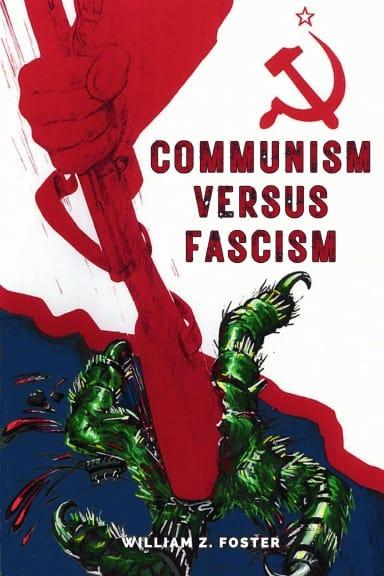 COMMUNISM
VERSUS
FASCISM
WILLIAM Z. FOSTER